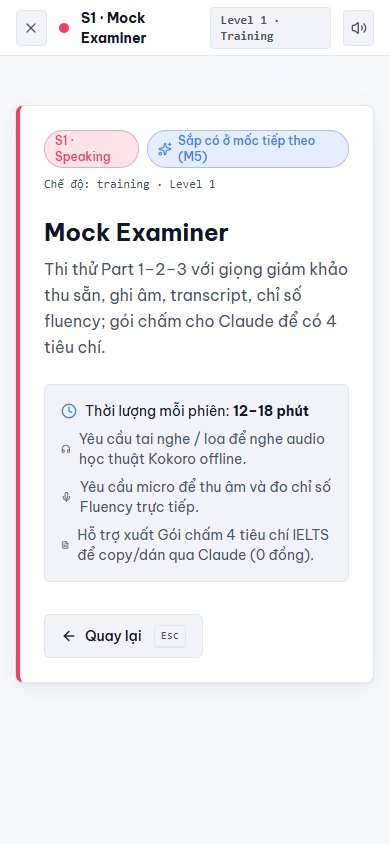 S1 · Mock
Examiner
Level 1 ·
Training
S1 ·
Speaking
Sắp có ở mốc tiếp theo
(M5)
Chế độ: training · Level 1
Mock Examiner
Thi thử Part 1–2–3 với giọng giám khảo
thu sẵn, ghi âm, transcript, chỉ số
fluency; gói chấm cho Claude để có 4
tiêu chí.
Thời lượng mỗi phiên: 12–18 phút
Yêu cầu tai nghe / loa để nghe audio
học thuật Kokoro offline.
Yêu cầu micro để thu âm và đo chỉ số
Fluency trực tiếp.
Hỗ trợ xuất Gói chấm 4 tiêu chí IELTS
để copy/dán qua Claude (0 đồng).
Quay lại Esc